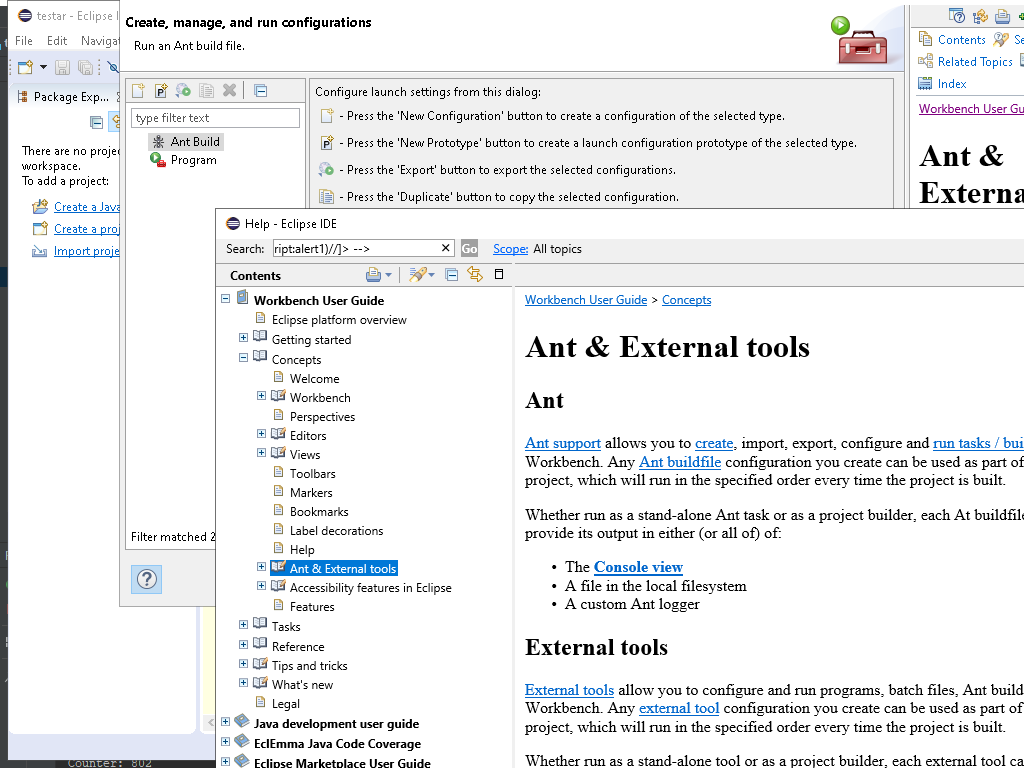 testar - Eclipse I
File Edit Navigat
Package Exp...
There are no projec
workspace.
To add a project:
Create a Java
Create a proj
Import proje
Create, manage, and run configurations
Run an Ant build file.
type filter text
Ant Build
Program
Filter matched 2
Configure launch settings from this dialog:
- Press the 'New Configuration' button to create a configuration of the selected type.
- Press the 'New Prototype' button to create a launch configuration prototype of the selected type.
- Press the 'Export' button to export the selected configurations.
- Press the 'Duplicate' button to copy the selected configuration.
Contents Se
Related Topics
Index
Workbench User Gu
Ant &
Externa
Help - Eclipse IDE
Search: ript:alert1)//]> --> Go Scope: All topics
Contents
Workbench User Guide
Eclipse platform overview
Getting started
Concepts
Welcome
Workbench
Perspectives
Editors
Views
Toolbars
Markers
Bookmarks
Label decorations
Help
Ant & External tools
Accessibility features in Eclipse
Features
Tasks
Reference
Tips and tricks
What's new
Legal
Java development user guide
EclEmma Java Code Coverage
Eclipse Marketplace User Guide
Workbench User Guide > Concepts
Ant & External tools
Ant
Ant support allows you to create, import, export, configure and run tasks / bui
Workbench. Any Ant buildfile configuration you create can be used as part of
project, which will run in the specified order every time the project is built.
Whether run as a stand-alone Ant task or as a project builder, each At buildfile
provide its output in either (or all of) of:
• The Console view
• A file in the local filesystem
• A custom Ant logger
External tools
External tools allow you to configure and run programs, batch files, Ant build
Workbench. Any external tool configuration you create can be used as part of
project, which will run in the specified order every time the project is built.
Whether run as a stand-alone tool or as a project builder, each external tool ca
Counter: 802